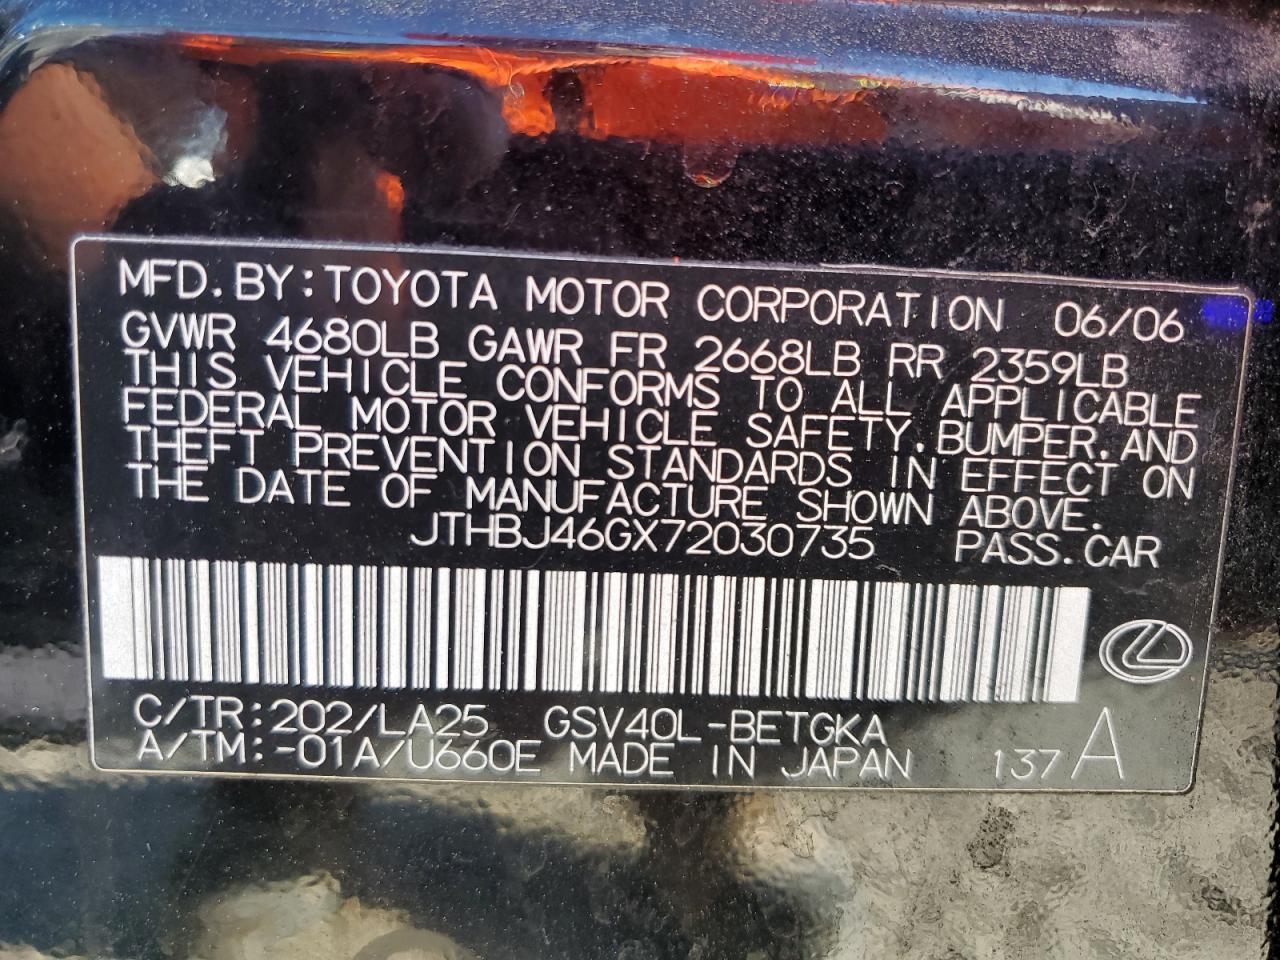 MFD. BY: TOYOTA MOTOR CORPORATION 06/06
GVWR 4680LB GAWR FR 2668LB RR 2359LB
THIS VEHICLE CONFORMS TO ALL APPLICABLE
FEDERAL MOTOR VEHICLE SAFETY, BUMPER, AND
THEFT PREVENTION STANDARDS IN EFFECT ON
THE DATE OF MANUFACTURE SHOWN ABOVE.
JTHBJ46GX72030735 PASS. CAR
C/TR: 202/LA25 GSV40L-BETGKA
A/TM: -01A/U660E MADE IN JAPAN 137 A